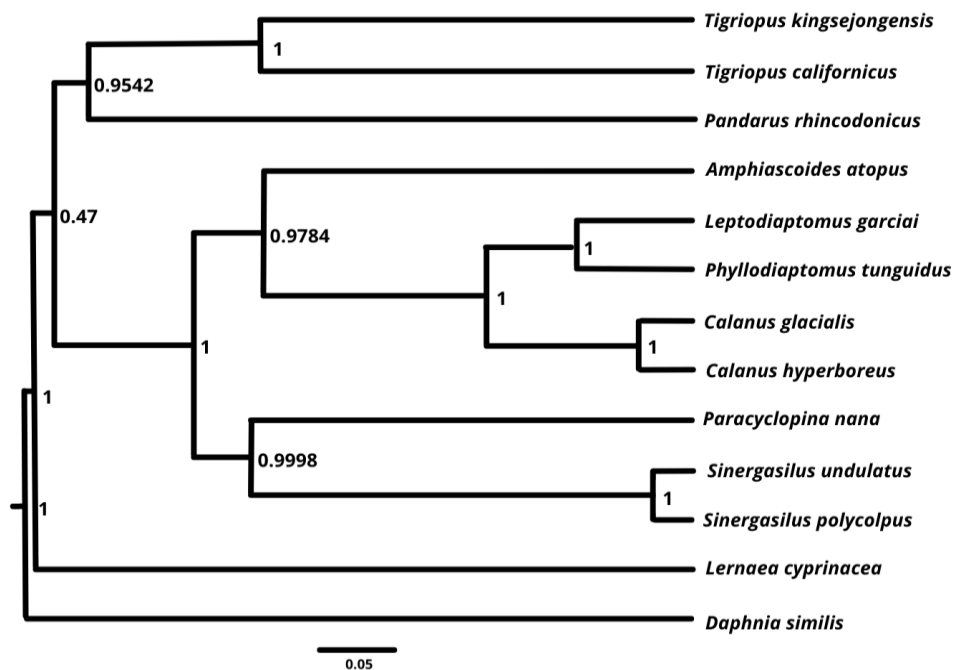 Tigriopus kingsejongensis
1
Tigriopus californicus
0.9542
Pandarus rhincodonicus
Amphiascoides atopus
0.47
Leptodiaptomus garciai
0.9784
1
Phyllodiaptomus tunguidus
1
Calanus glacialis
1
1
Calanus hyperboreus
1
Paracyclopina nana
0.9998
Sinergasilus undulatus
1
1
Sinergasilus polycolpus
Lernaea cyprinacea
Daphnia similis
0.05